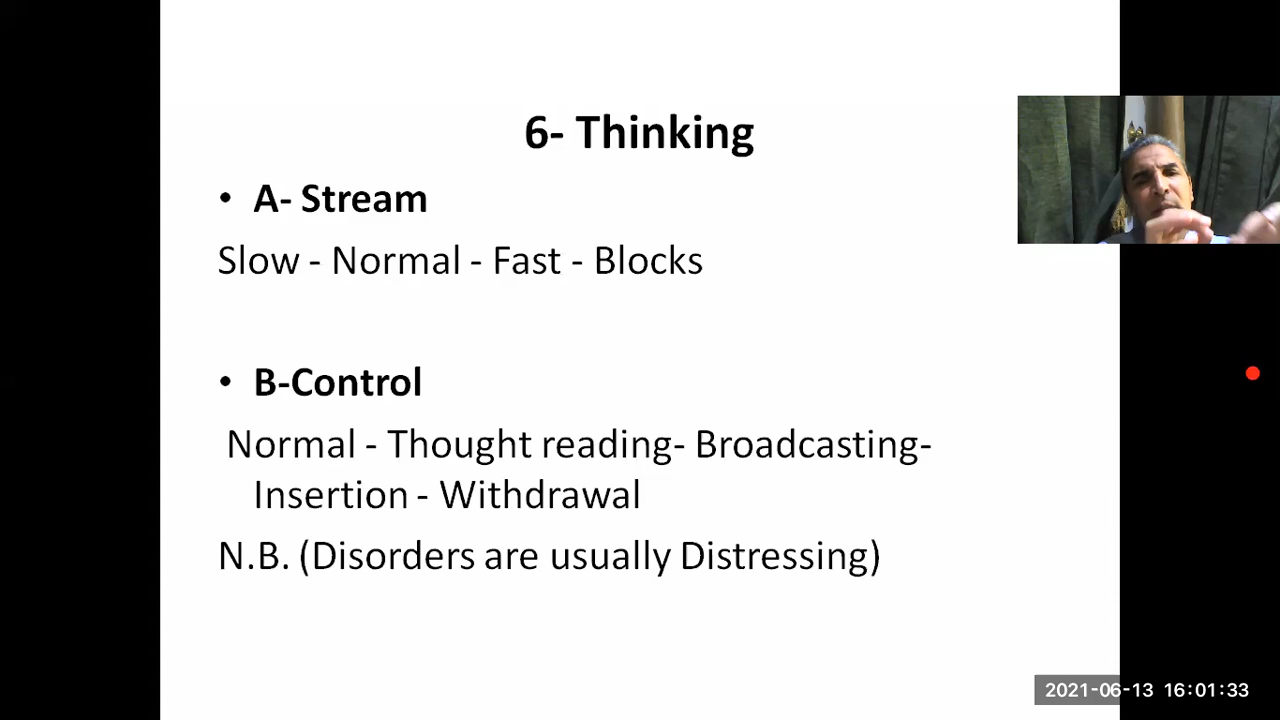 6- Thinking
• A- Stream
Slow - Normal - Fast - Blocks
• B-Control
Normal - Thought reading- Broadcasting-
Insertion - Withdrawal
N.B. (Disorders are usually Distressing)
2021-06-13 16:01:33